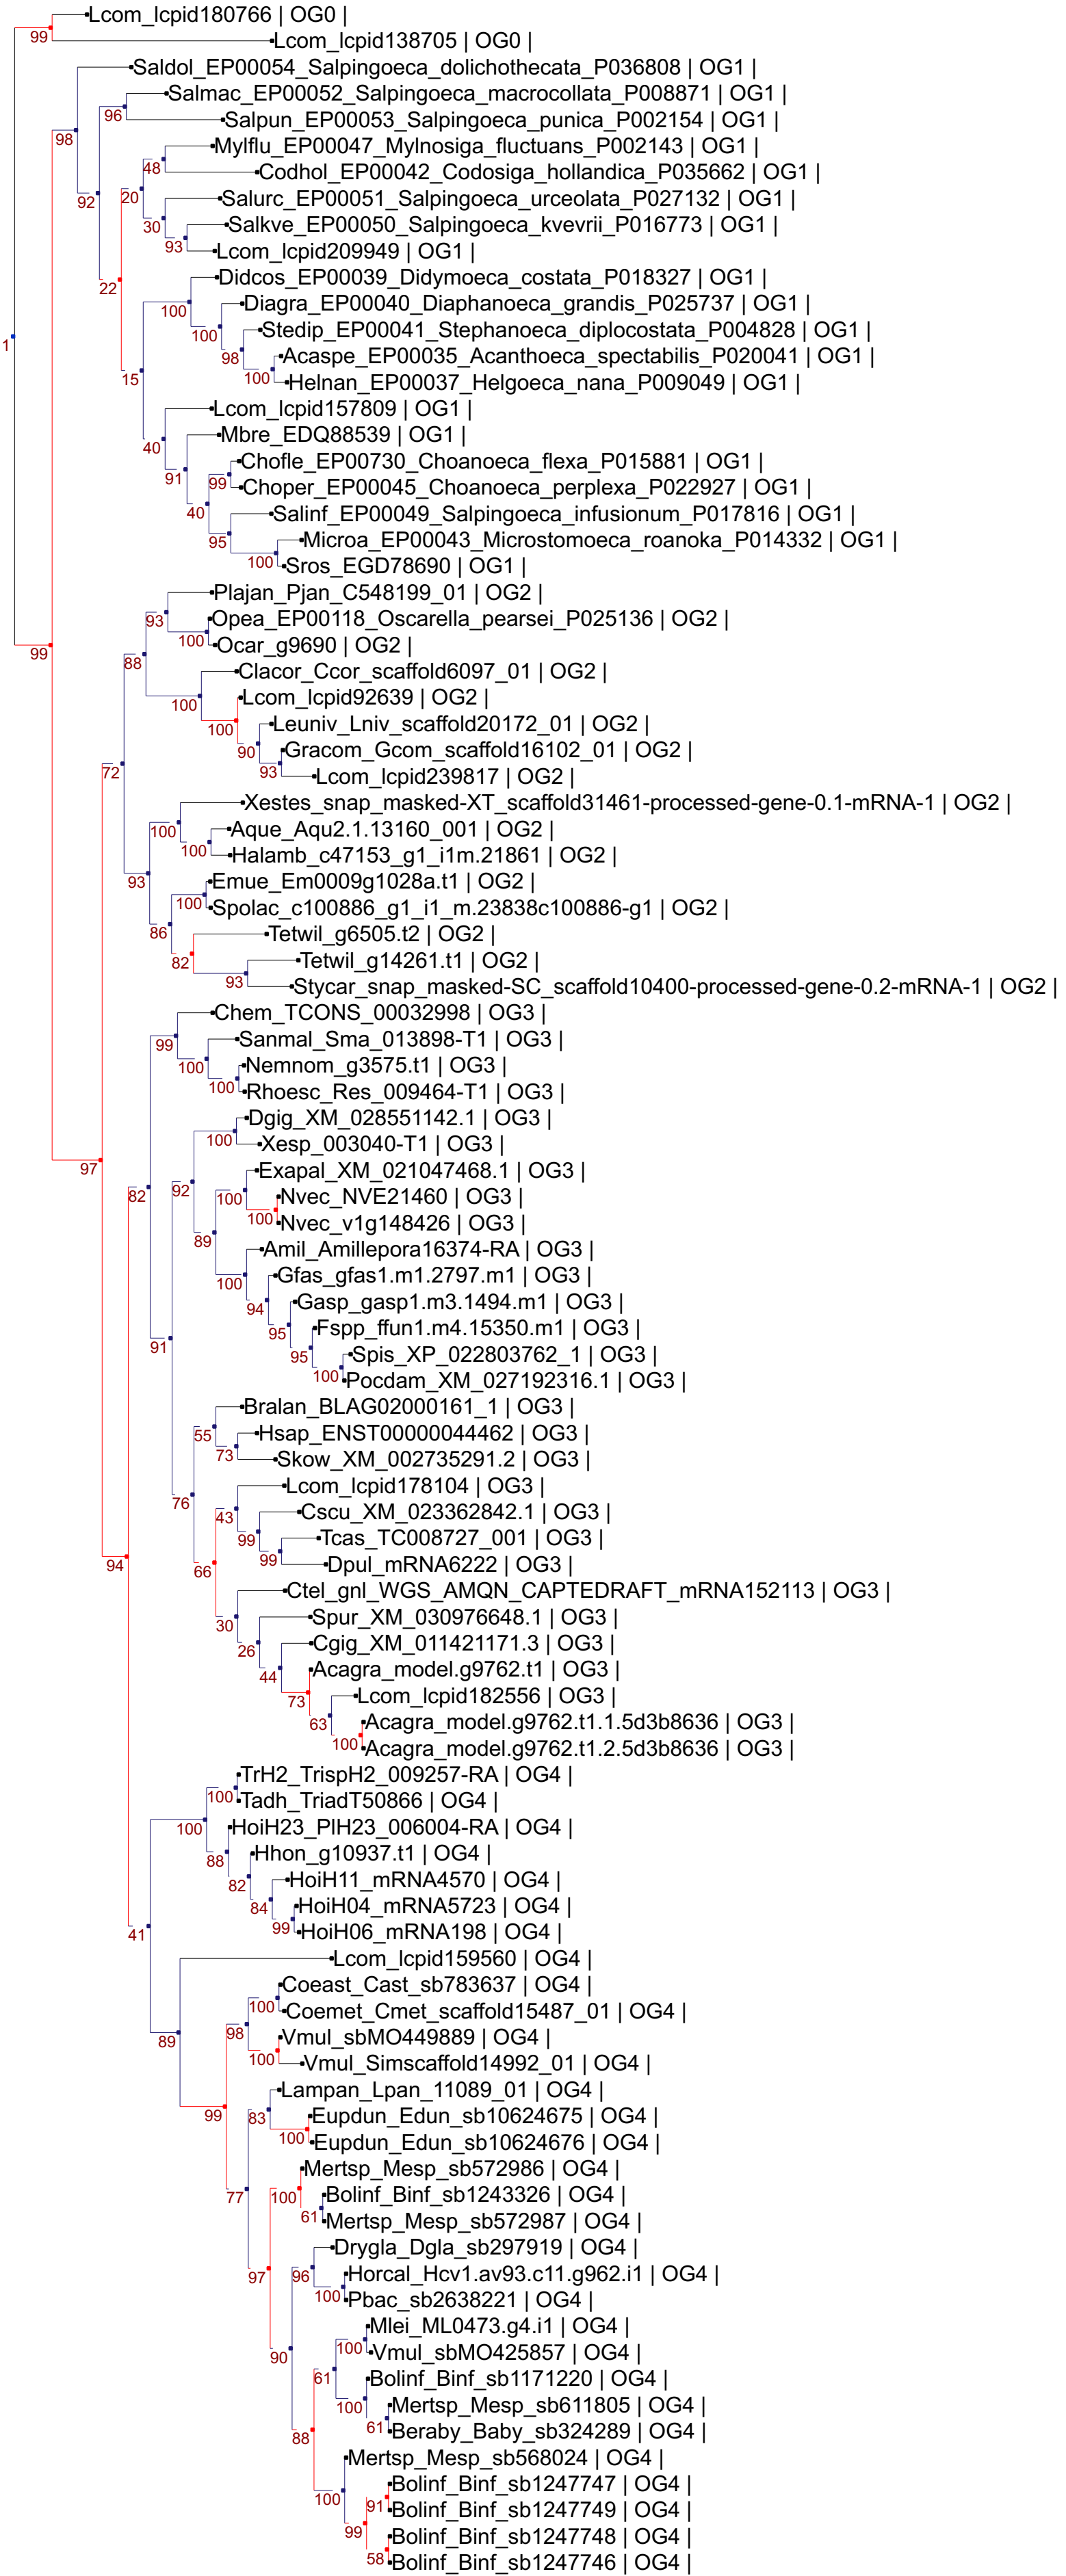 Lcom_lcpid180766 | OG0 |
99
Lcom_lcpid138705 | OG0 |
Saldol_EP00054_Salpingoeca_dolichothecata_P036808 | OG1 |
Salmac_EP00052_Salpingoeca_macrocollata_P008871 | OG1 |
96
Salpun_EP00053_Salpingoeca_punica_P002154 | OG1 |
98
Mylflu_EP00047_Mylnosiga_fluctuans_P002143 | OG1 |
48
Codhol_EP00042_Codosiga_hollandica_P035662 | OG1 |
92
20
Salurc_EP00051_Salpingoeca_urceolata_P027132 | OG1 |
30
Salkve_EP00050_Salpingoeca_kvevrii_P016773 | OG1 |
93
Lcom_lcpid209949 | OG1 |
Didcos_EP00039_Didymoeca_costata_P018327 | OG1 |
22
Diagra_EP00040_Diaphanoeca_grandis_P025737 | OG1 |
100
Stedip_EP00041_Stephanoeca_diplocostata_P004828 | OG1 |
100
1
Acaspe_EP00035_Acanthoeca_spectabilis_P020041 | OG1 |
98
15
100
Helnan_EP00037_Helgoeca_nana_P009049 | OG1 |
Lcom_lcpid157809 | OG1 |
Mbre_EDQ88539 | OG1 |
40
Chofle_EP00730_Choanoeca_flexa_P015881 | OG1 |
91
99
Choper_EP00045_Choanoeca_perplexa_P022927 | OG1 |
40
Salinf_EP00049_Salpingoeca_infusionum_P017816 | OG1 |
95
Microa_EP00043_Microstomoeca_roanoka_P014332 | OG1 |
100
Sros_EGD78690 | OG1 |
Plajan_Pjan_C548199_01 | OG2 |
93
Opea_EP00118_Oscarella_pearsei_P025136 | OG2 |
100
Ocar_g9690 | OG2 |
99
88
Clacor_Ccor_scaffold6097_01 | OG2 |
100
Lcom_lcpid92639 | OG2 |
100
Leuniv_Lniv_scaffold20172_01 | OG2 |
90
Gracom_Gcom_scaffold16102_01 | OG2 |
72
93
Lcom_lcpid239817 | OG2 |
Xestes_snap_masked-XT_scaffold31461-processed-gene-0.1-mRNA-1 | OG2 |
100
Aque_Aqu2.1.13160_001 | OG2 |
100
Halamb_c47153_g1_i1m.21861 | OG2 |
93
Emue_Em0009g1028a.t1 | OG2 |
100
Spolac_c100886_g1_i1_m.23838c100886-g1 | OG2 |
86
Tetwil_g6505.t2 | OG2 |
82
Tetwil_g14261.t1 | OG2 |
93
Stycar_snap_masked-SC_scaffold10400-processed-gene-0.2-mRNA-1 | OG2 |
Chem_TCONS_00032998 | OG3 |
99
Sanmal_Sma_013898-T1 | OG3 |
100
Nemnom_g3575.t1 | OG3 |
100
Rhoesc_Res_009464-T1 | OG3 |
Dgig_XM_028551142.1 | OG3 |
100
Xesp_003040-T1 | OG3 |
97
Exapal_XM_021047468.1 | OG3 |
82
92
100
Nvec_NVE21460 | OG3 |
100
Nvec_v1g148426 | OG3 |
89
Amil_Amillepora16374-RA | OG3 |
100
Gfas_gfas1.m1.2797.m1 | OG3 |
94
Gasp_gasp1.m3.1494.m1 | OG3 |
95
Fspp_ffun1.m4.15350.m1 | OG3 |
91
95
Spis_XP_022803762_1 | OG3 |
100
Pocdam_XM_027192316.1 | OG3 |
Bralan_BLAG02000161_1 | OG3 |
55
Hsap_ENST00000044462 | OG3 |
73
Skow_XM_002735291.2 | OG3 |
Lcom_lcpid178104 | OG3 |
76
43
Cscu_XM_023362842.1 | OG3 |
99
Tcas_TC008727_001 | OG3 |
99
Dpul_mRNA6222 | OG3 |
94
66
Ctel_gnl_WGS_AMQN_CAPTEDRAFT_mRNA152113 | OG3 |
30
Spur_XM_030976648.1 | OG3 |
26
Cgig_XM_011421171.3 | OG3 |
44
Acagra_model.g9762.t1 | OG3 |
73
Lcom_lcpid182556 | OG3 |
63
Acagra_model.g9762.t1.1.5d3b8636 | OG3 |
100
Acagra_model.g9762.t1.2.5d3b8636 | OG3 |
TrH2_TrispH2_009257-RA | OG4 |
100
Tadh_TriadT50866 | OG4 |
100
HoiH23_PlH23_006004-RA | OG4 |
88
Hhon_g10937.t1 | OG4 |
82
HoiH11_mRNA4570 | OG4 |
84
HoiH04_mRNA5723 | OG4 |
99
HoiH06_mRNA198 | OG4 |
41
Lcom_lcpid159560 | OG4 |
Coeast_Cast_sb783637 | OG4 |
100
Coemet_Cmet_scaffold15487_01 | OG4 |
89
98
Vmul_sbMO449889 | OG4 |
100
Vmul_Simscaffold14992_01 | OG4 |
Lampan_Lpan_11089_01 | OG4 |
99
83
Eupdun_Edun_sb10624675 | OG4 |
100
Eupdun_Edun_sb10624676 | OG4 |
Mertsp_Mesp_sb572986 | OG4 |
77
100
Bolinf_Binf_sb1243326 | OG4 |
61
Mertsp_Mesp_sb572987 | OG4 |
Drygla_Dgla_sb297919 | OG4 |
97
96
Horcal_Hcv1.av93.c11.g962.i1 | OG4 |
100
Pbac_sb2638221 | OG4 |
Mlei_ML0473.g4.i1 | OG4 |
100
Vmul_sbMO425857 | OG4 |
90
61
Bolinf_Binf_sb1171220 | OG4 |
100
Mertsp_Mesp_sb611805 | OG4 |
61
Beraby_Baby_sb324289 | OG4 |
88
Mertsp_Mesp_sb568024 | OG4 |
100
Bolinf_Binf_sb1247747 | OG4 |
91
Bolinf_Binf_sb1247749 | OG4 |
99
Bolinf_Binf_sb1247748 | OG4 |
58
Bolinf_Binf_sb1247746 | OG4 |